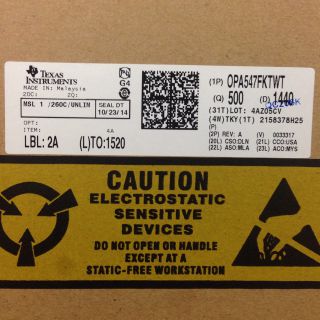 TEXAS INSTRUMENTS
MADE IN: Malaysia
2DC: 2Q:
G4
MSL 1 /260C/UNLIM SEAL DT
10/23/14
OPT:
ITEM: 4A
LBL: 2A (L)TO:1520
(1P) OPA547FKTWT
(Q) 500 (D) 1440
(31T) LOT: 4AZ05CV
(4W) TKY (1T) 2158378H25
(P)
(2P) REV: A (V) 0033317
(20L) CSO:DLN (21L) CCO:USA
(22L) ASO:MLA (23L) ACO:MYS
CAUTION
ELECTROSTATIC
SENSITIVE
DEVICES
DO NOT OPEN OR HANDLE
EXCEPT AT A
STATIC-FREE WORKSTATION